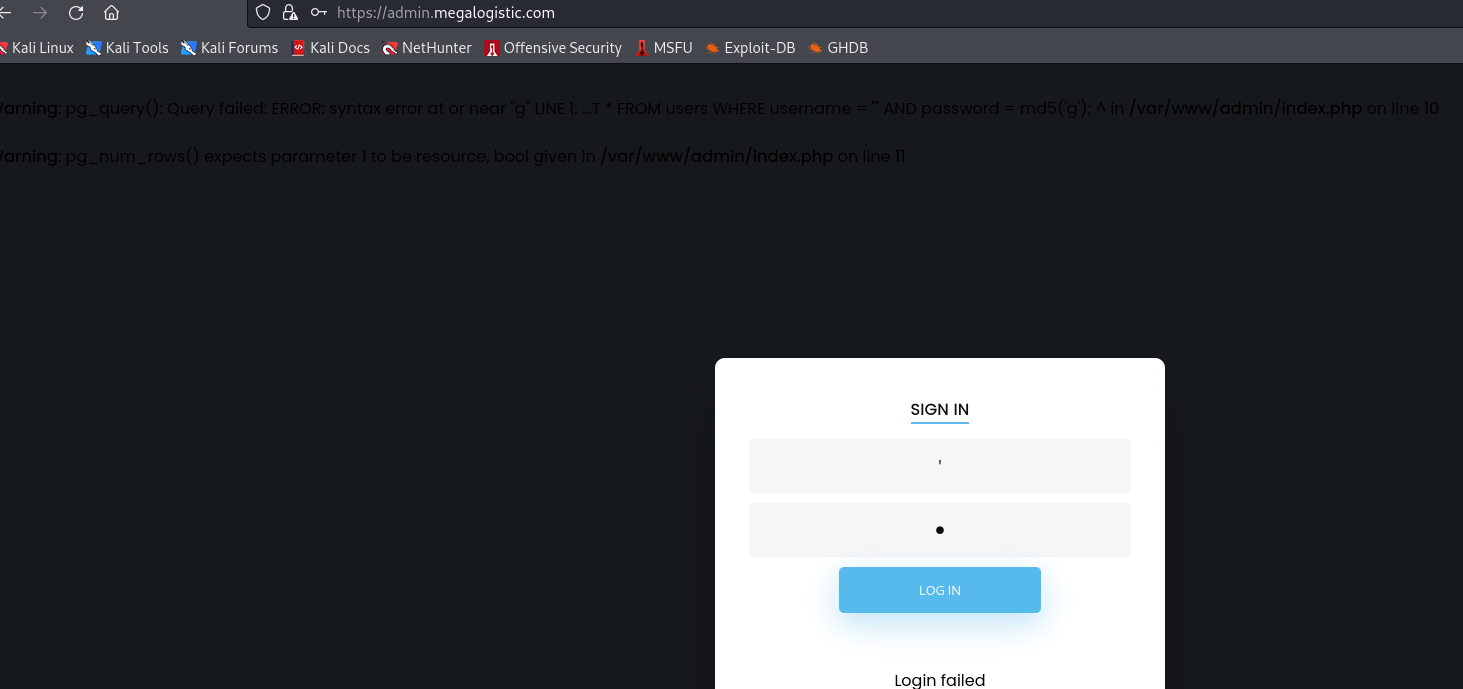 https://admin.megalogistic.com
Kali Linux Kali Tools Kali Forums Kali Docs NetHunter Offensive Security MSFU Exploit-DB GHDB
arning: pg_query(): Query failed: ERROR: syntax error at or near "g" LINE 1: ...T * FROM users WHERE username = ''' AND password = md5('g'); ^ in /var/www/admin/index.php on line 10
arning: pg_num_rows() expects parameter 1 to be resource, bool given in /var/www/admin/index.php on line 11
SIGN IN
'
LOG IN
Login failed